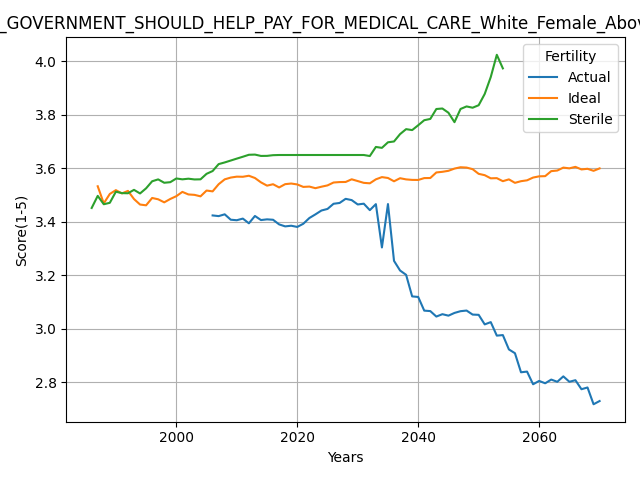 _GOVERNMENT_SHOULD_HELP_PAY_FOR_MEDICAL_CARE_White_Female_Abov
Score(1-5)
4.0
3.8
3.6
3.4
3.2
3.0
2.8
Fertility
Actual
Ideal
Sterile
2000 2020 2040 2060
Years